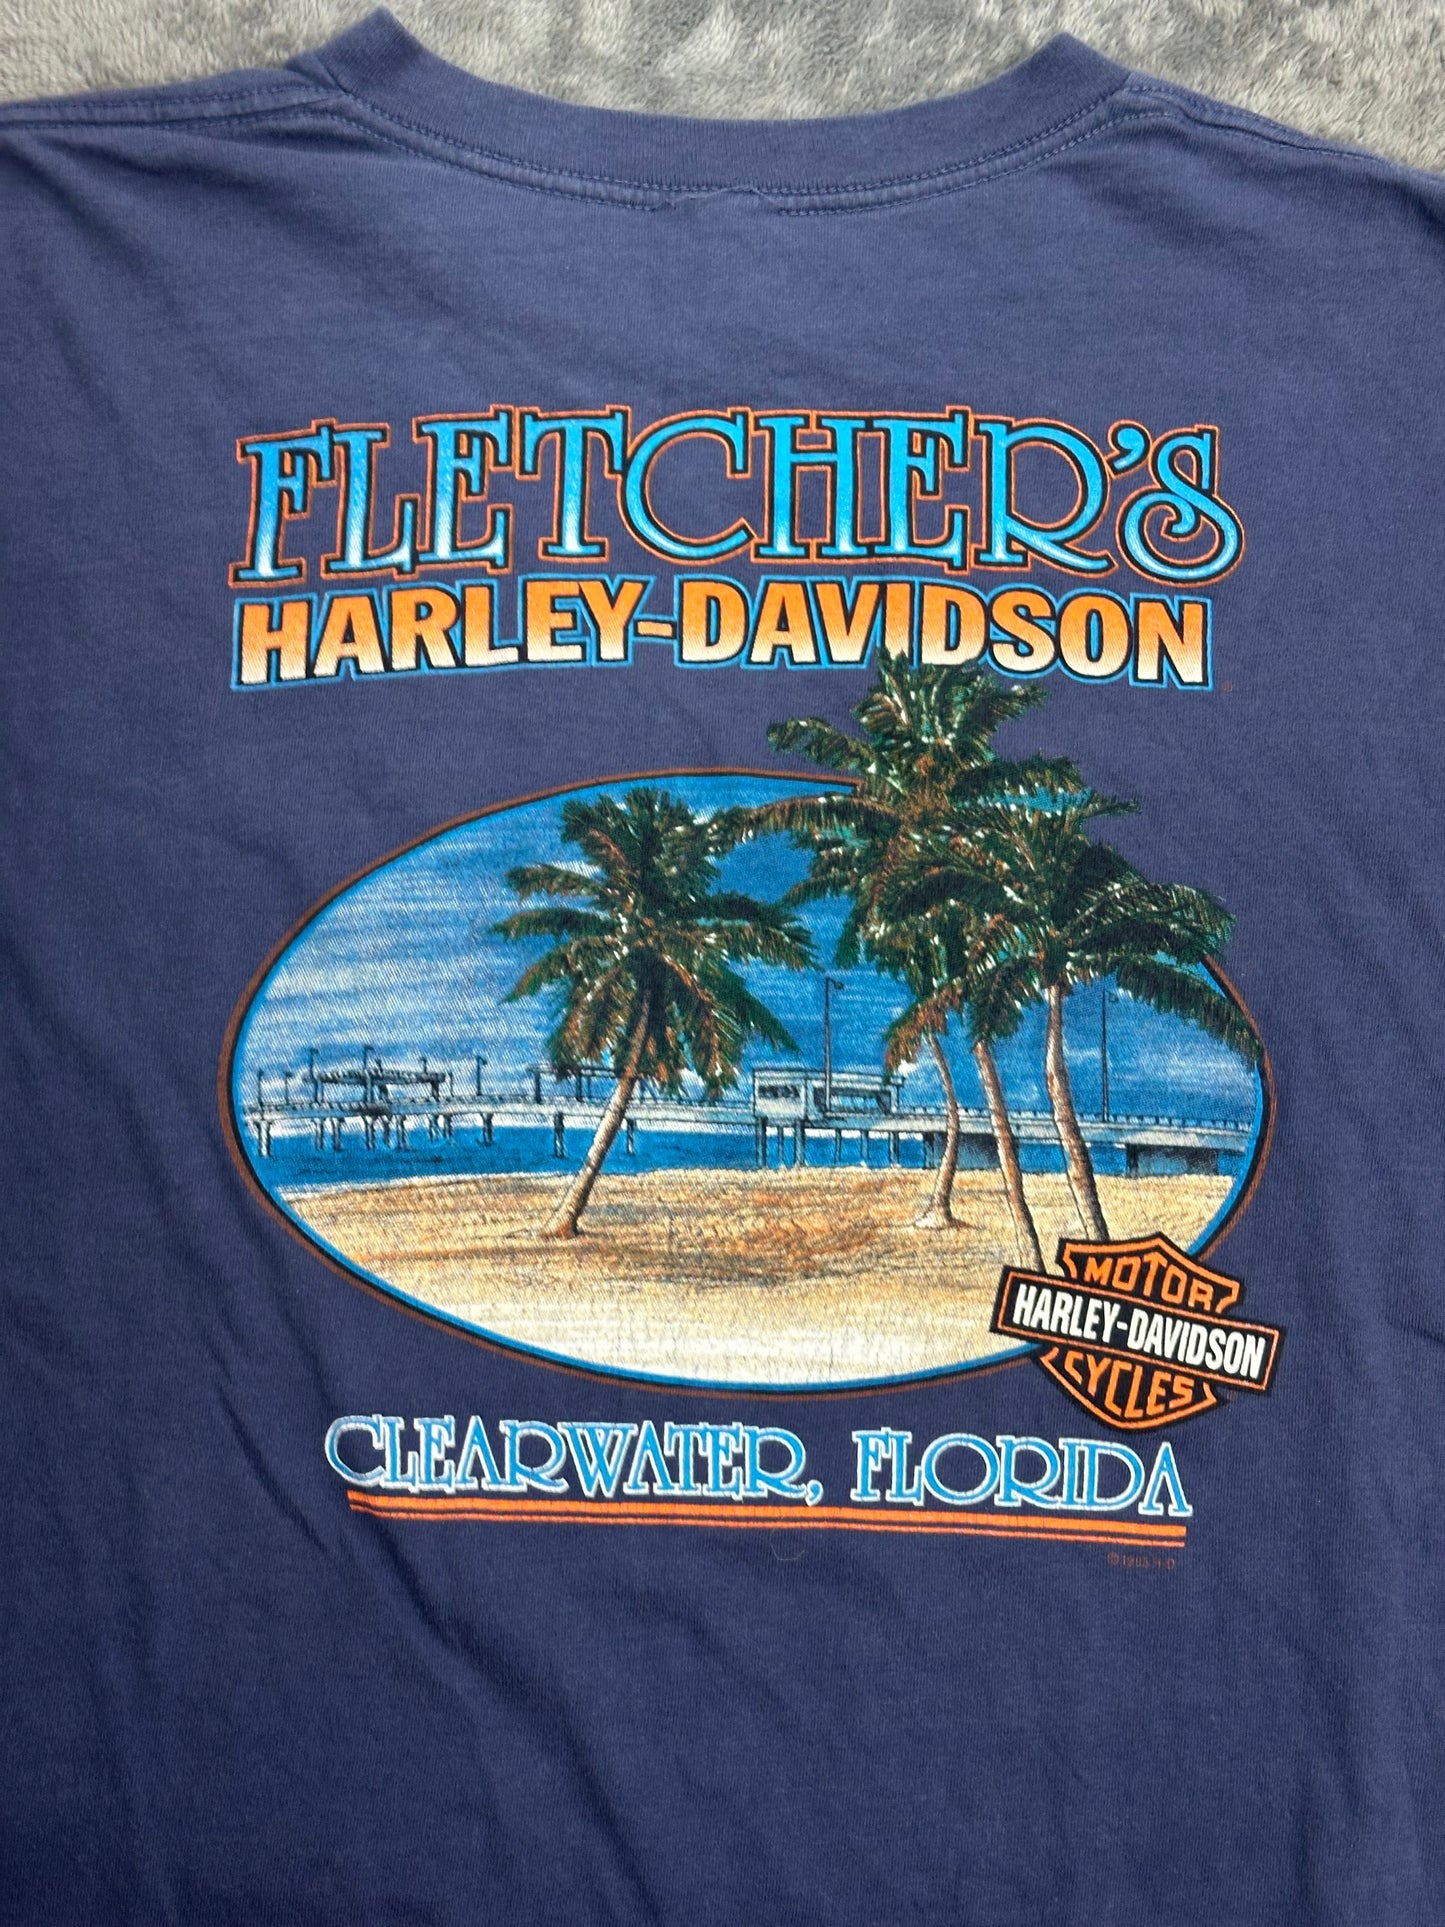 FLETCHER'S
HARLEY-DAVIDSON
MOTOR
HARLEY-DAVIDSON
CYCLES
CLEARWATER, FLORIDA